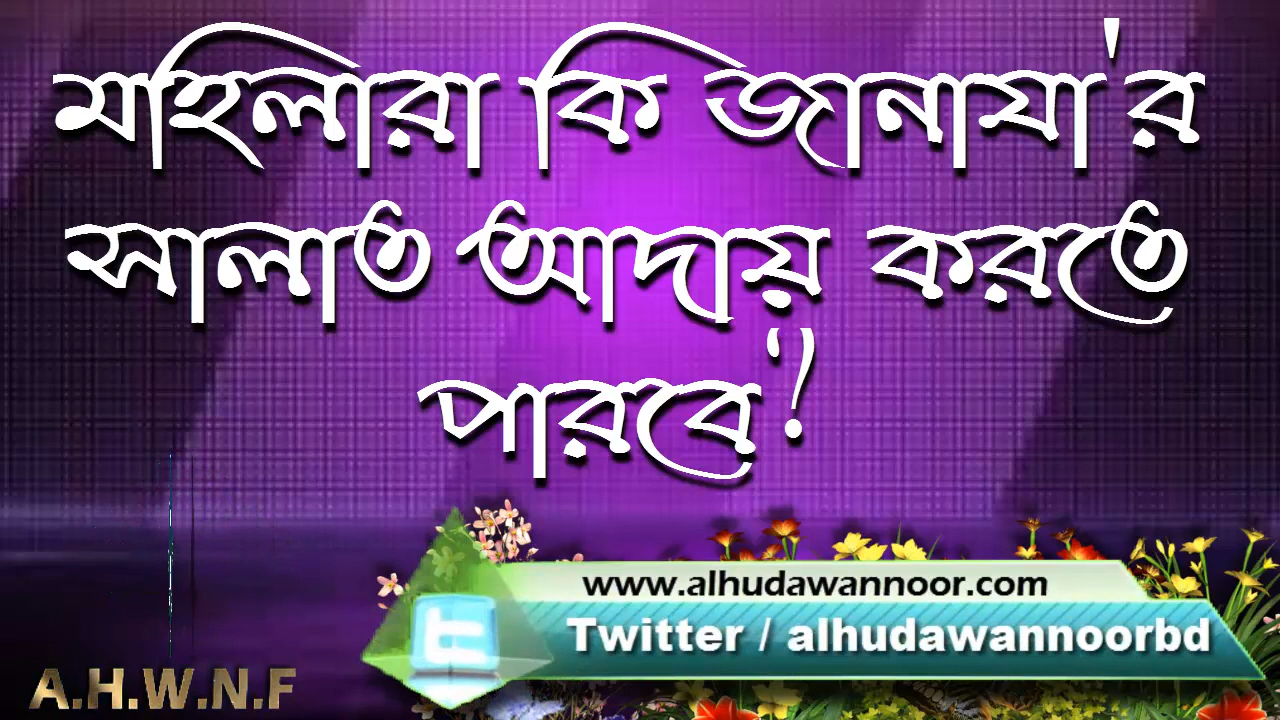 মহিলারা কি জানাযা'র
সালাত আদায় করতে
পারবে?
www.alhudawannoor.com
Twitter / alhudawannoorbd
A.H.W.N.F